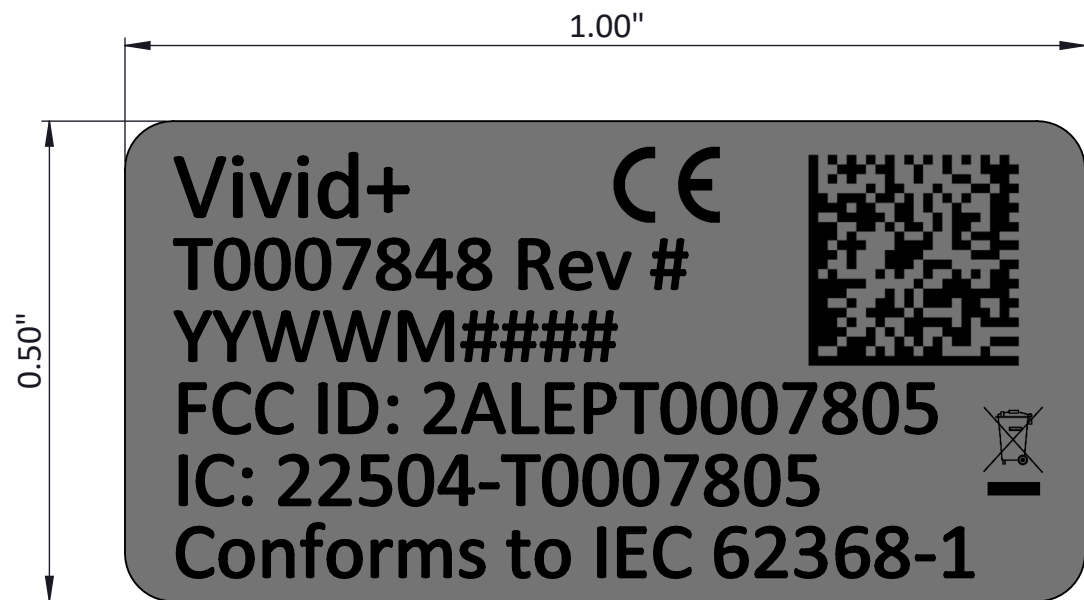 1.00"
0.50"
Vivid+ CE
T0007848 Rev #
YYWWM####
FCC ID: 2ALEPT0007805
IC: 22504-T0007805
Conforms to IEC 62368-1